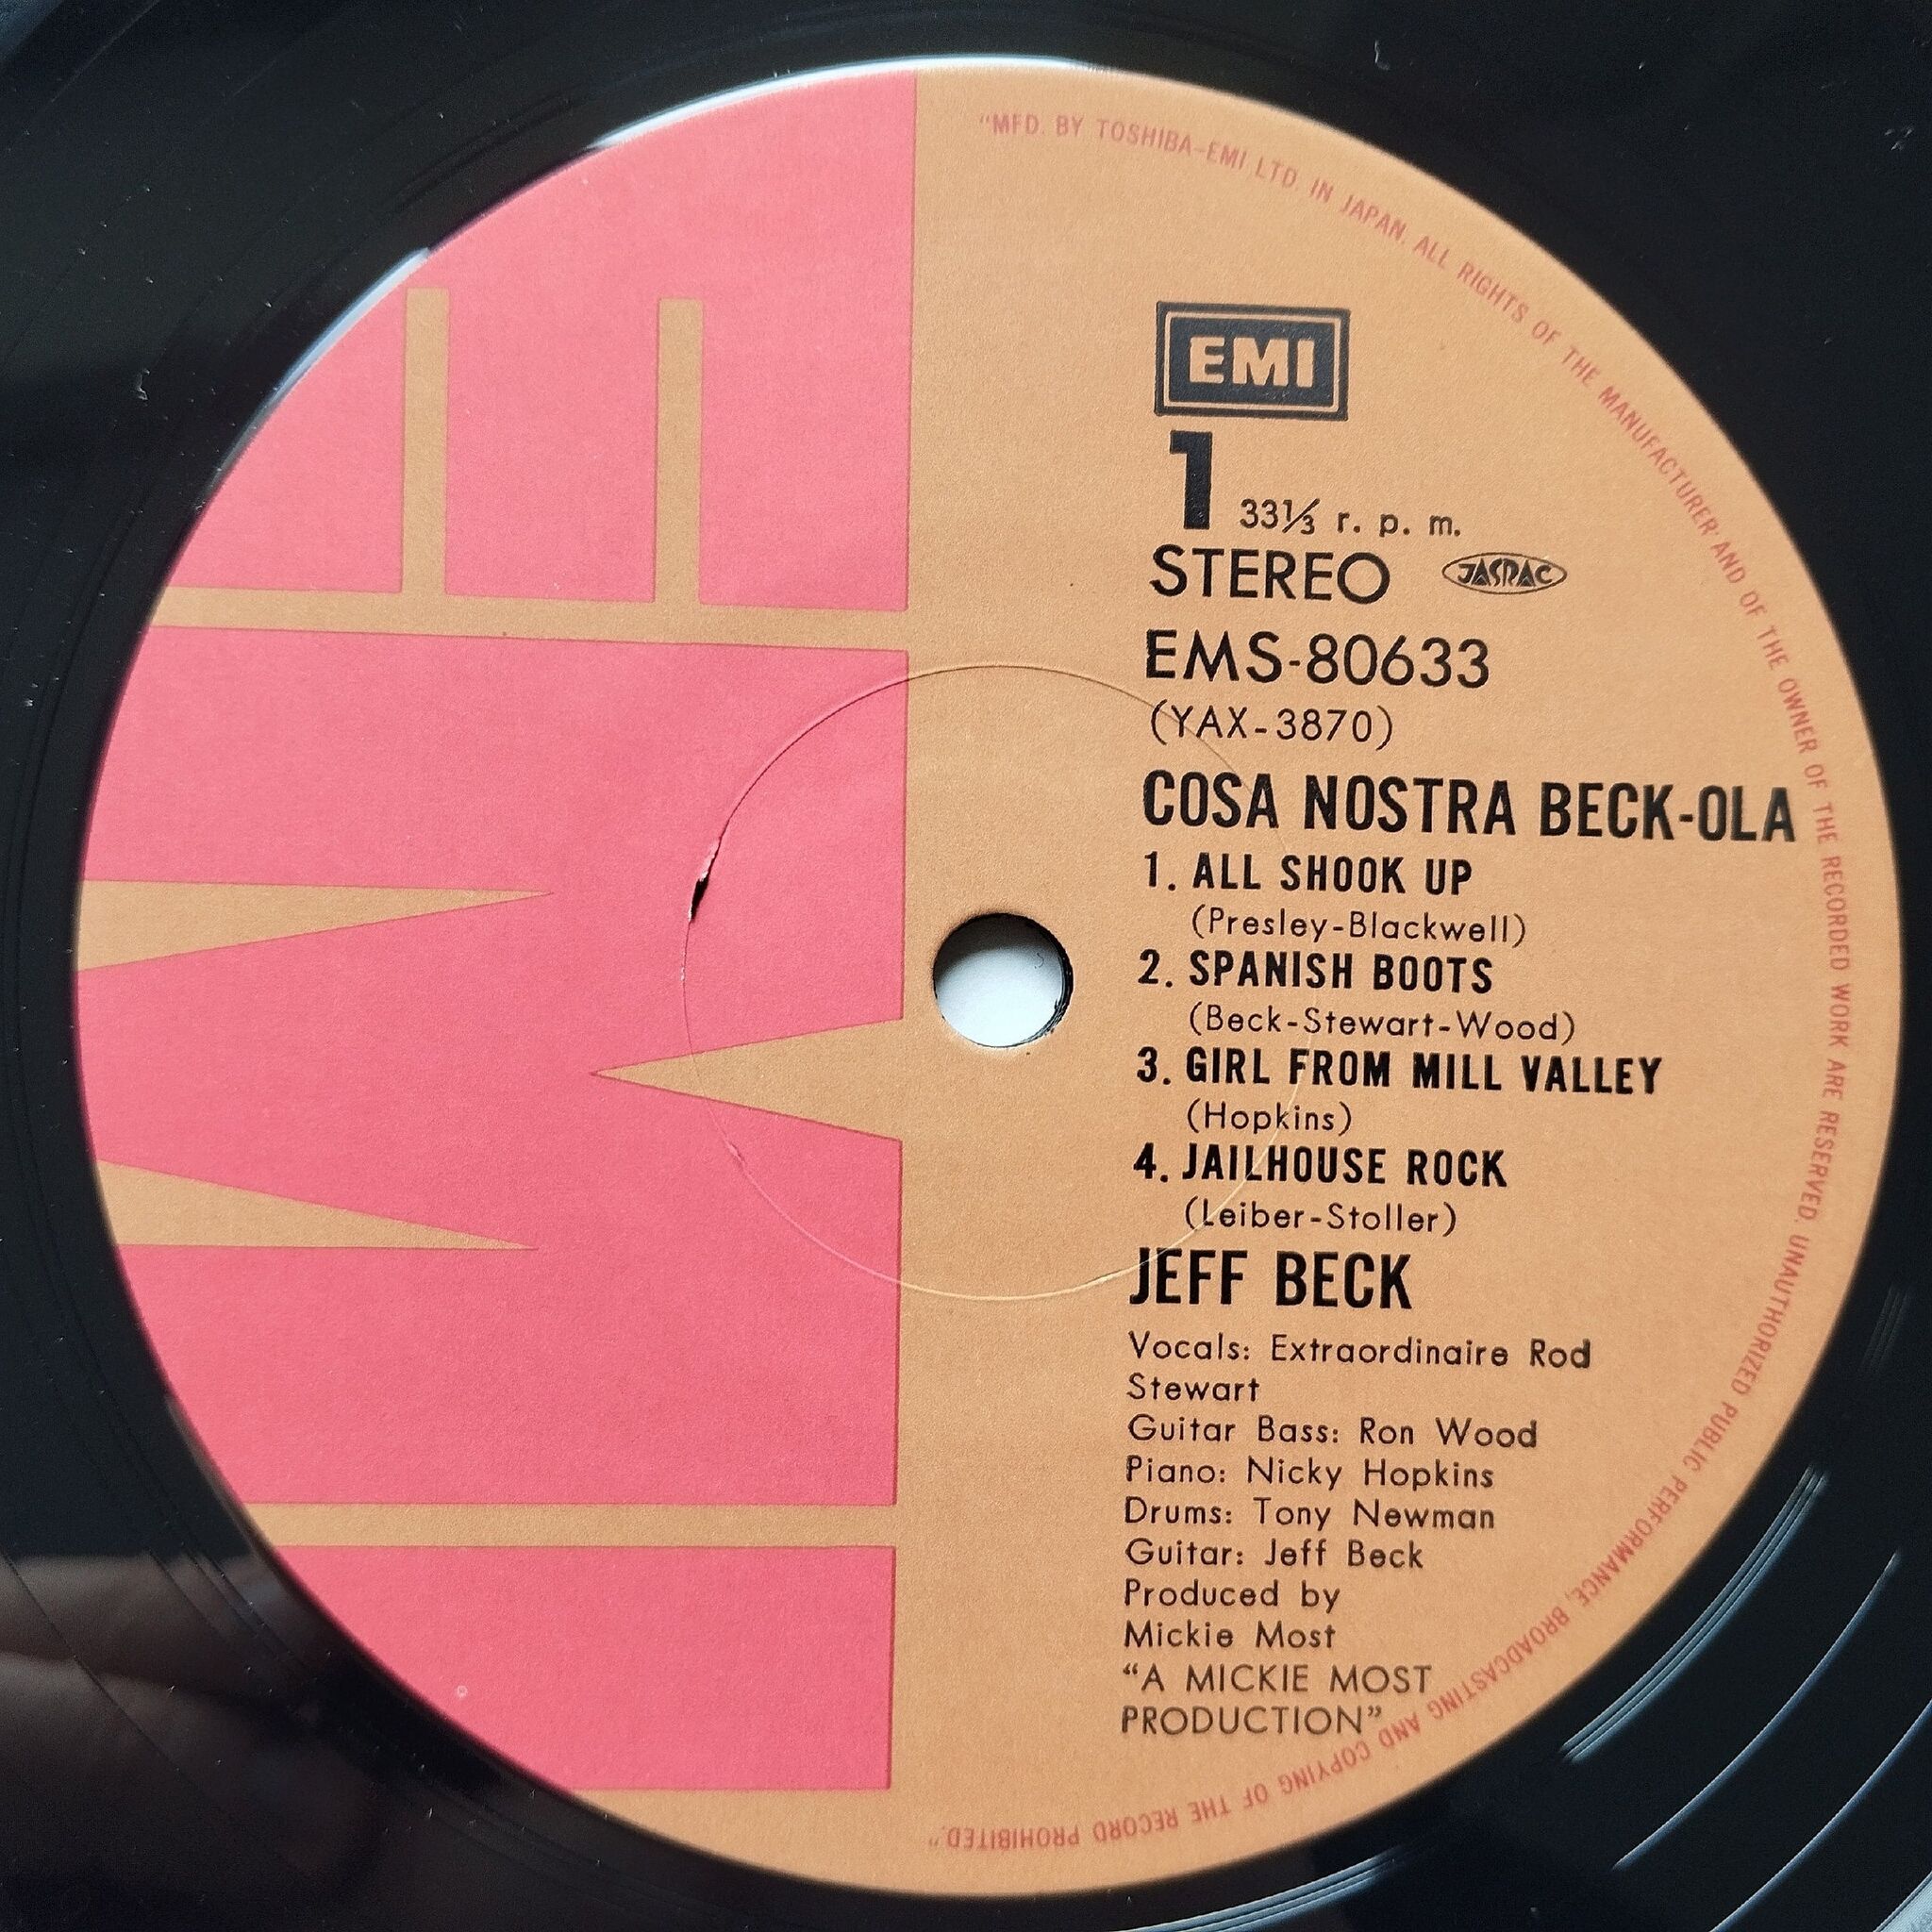 "MFD. BY TOSHIBA-EMI LTD. IN JAPAN. ALL RIGHTS OF THE MANUFACTURER AND OF THE OWNER OF THE RECORDED WORK ARE RESERVED. UNAUTHORIZED PUBLIC PERFORMANCE, BROADCASTING AND COPYING OF THE RECORD PROHIBITED."
EMI
EMI
1 33⅓ r. p. m.
STEREO JASRAC
EMS-80633
(YAX-3870)
COSA NOSTRA BECK-OLA
1. ALL SHOOK UP
(Presley-Blackwell)
2. SPANISH BOOTS
(Beck-Stewart-Wood)
3. GIRL FROM MILL VALLEY
(Hopkins)
4. JAILHOUSE ROCK
(Leiber-Stoller)
JEFF BECK
Vocals: Extraordinaire Rod
Stewart
Guitar Bass: Ron Wood
Piano: Nicky Hopkins
Drums: Tony Newman
Guitar: Jeff Beck
Produced by
Mickie Most
“A MICKIE MOST
PRODUCTION”